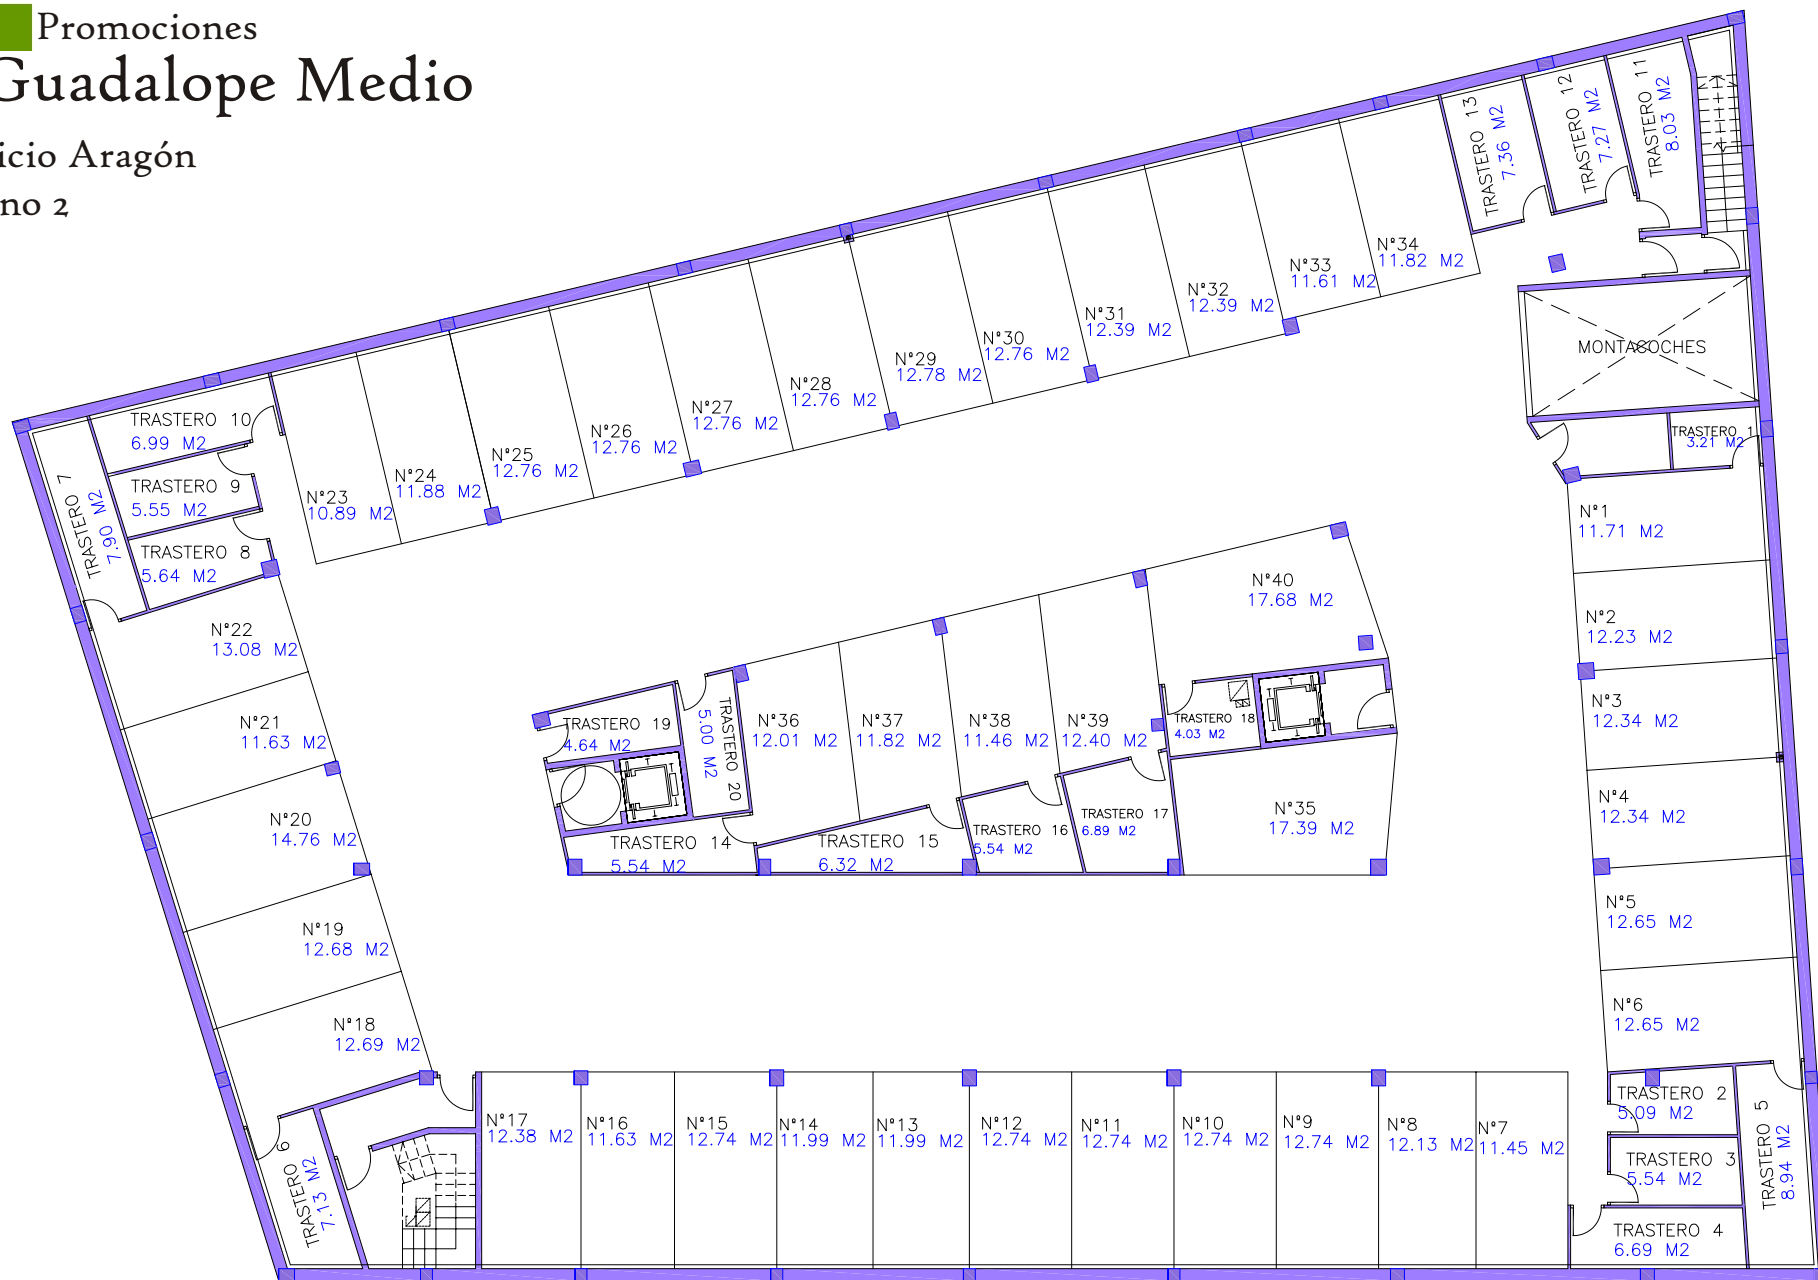 Promociones
Guadalope Medio
icio Aragón
no 2
TRASTERO 13
7.36 M2
TRASTERO 12
7.27 M2
TRASTERO 11
8.03 M2
N°34
11.82 M2
N°33
11.61 M2
N°32
12.39 M2
N°31
12.39 M2
N°30
12.76 M2
N°29
12.78 M2
N°28
12.76 M2
N°27
12.76 M2
N°26
12.76 M2
N°25
12.76 M2
N°24
11.88 M2
N°23
10.89 M2
MONTACOCHES
TRASTERO 10
6.99 M2
TRASTERO 9
5.55 M2
TRASTERO 8
5.64 M2
TRASTERO 7
7.90 M2
TRASTERO 1
3.21 M2
N°1
11.71 M2
N°2
12.23 M2
N°3
12.34 M2
N°4
12.34 M2
N°5
12.65 M2
N°6
12.65 M2
N°22
13.08 M2
N°21
11.63 M2
N°20
14.76 M2
N°19
12.68 M2
N°18
12.69 M2
N°40
17.68 M2
TRASTERO 19
4.64 M2
TRASTERO 20
5.00 M2
N°36
12.01 M2
N°37
11.82 M2
N°38
11.46 M2
N°39
12.40 M2
TRASTERO 18
4.03 M2
N°35
17.39 M2
TRASTERO 14
5.54 M2
TRASTERO 15
6.32 M2
TRASTERO 16
5.54 M2
TRASTERO 17
6.89 M2
N°17
12.38 M2
N°16
11.63 M2
N°15
12.74 M2
N°14
11.99 M2
N°13
11.99 M2
N°12
12.74 M2
N°11
12.74 M2
N°10
12.74 M2
N°9
12.74 M2
N°8
12.13 M2
N°7
11.45 M2
TRASTERO 2
5.09 M2
TRASTERO 3
5.54 M2
TRASTERO 4
6.69 M2
TRASTERO 5
8.94 M2
TRASTERO 6
7.13 M2